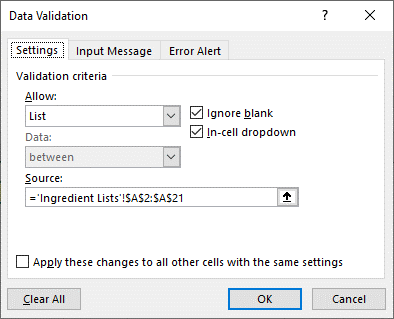 Data Validation ? ×
Settings Input Message Error Alert
Validation criteria
Allow:
List
Ignore blank
Data:
In-cell dropdown
between
Source:
='Ingredient Lists'!$A$2:$A$21
Apply these changes to all other cells with the same settings
Clear All OK Cancel